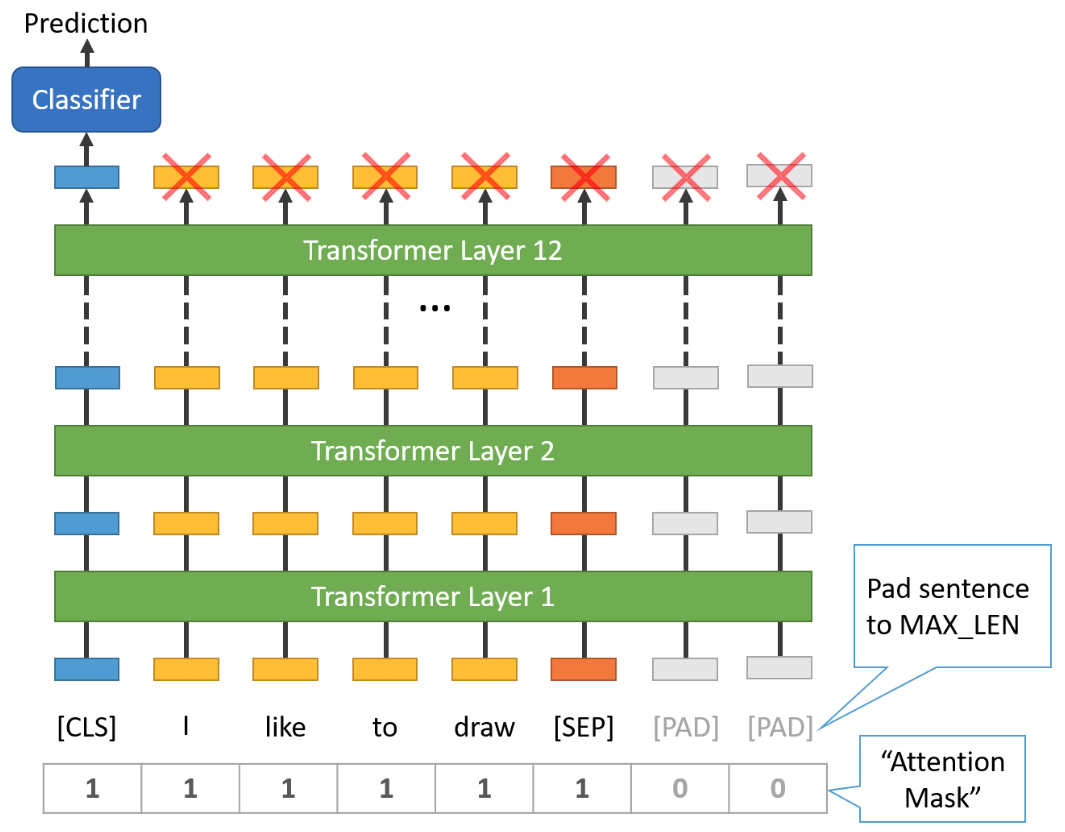 Prediction
Classifier
Transformer Layer 12
...
Transformer Layer 2
Transformer Layer 1
Pad sentence
to MAX_LEN
[CLS] I like to draw [SEP] [PAD] [PAD]
1 1 1 1 1 1 0 0
“Attention
Mask”